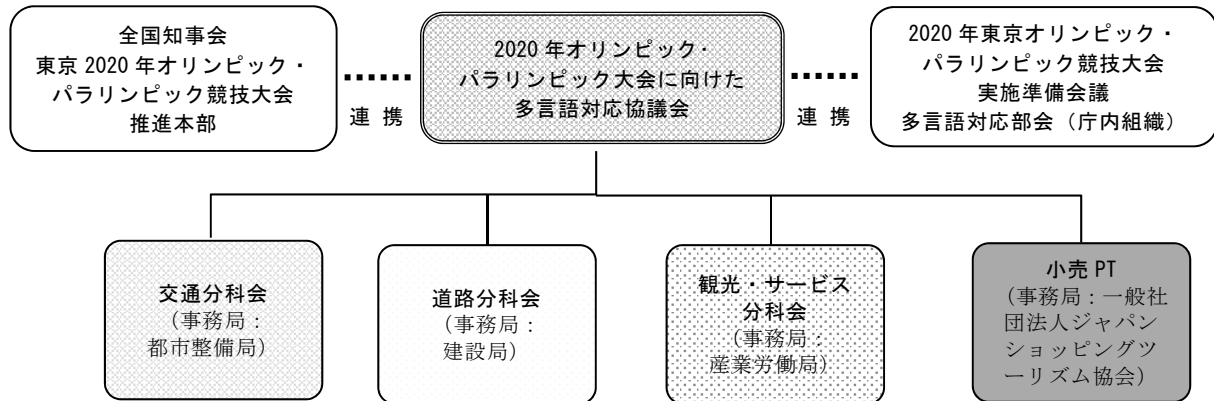 全国知事会
東京 2020 年オリンピック・
パラリンピック競技大会
推進本部
連 携
2020 年オリンピック・
パラリンピック大会に向けた
多言語対応協議会
連 携
2020 年東京オリンピック・
パラリンピック競技大会
実施準備会議
多言語対応部会（庁内組織）
交通分科会
（事務局：
都市整備局）
道路分科会
（事務局：
建設局）
観光・サービス
分科会
（事務局：
産業労働局）
小売 PT
（事務局：一般社
団法人ジャパン
ショッピングツ
ーリズム協会）